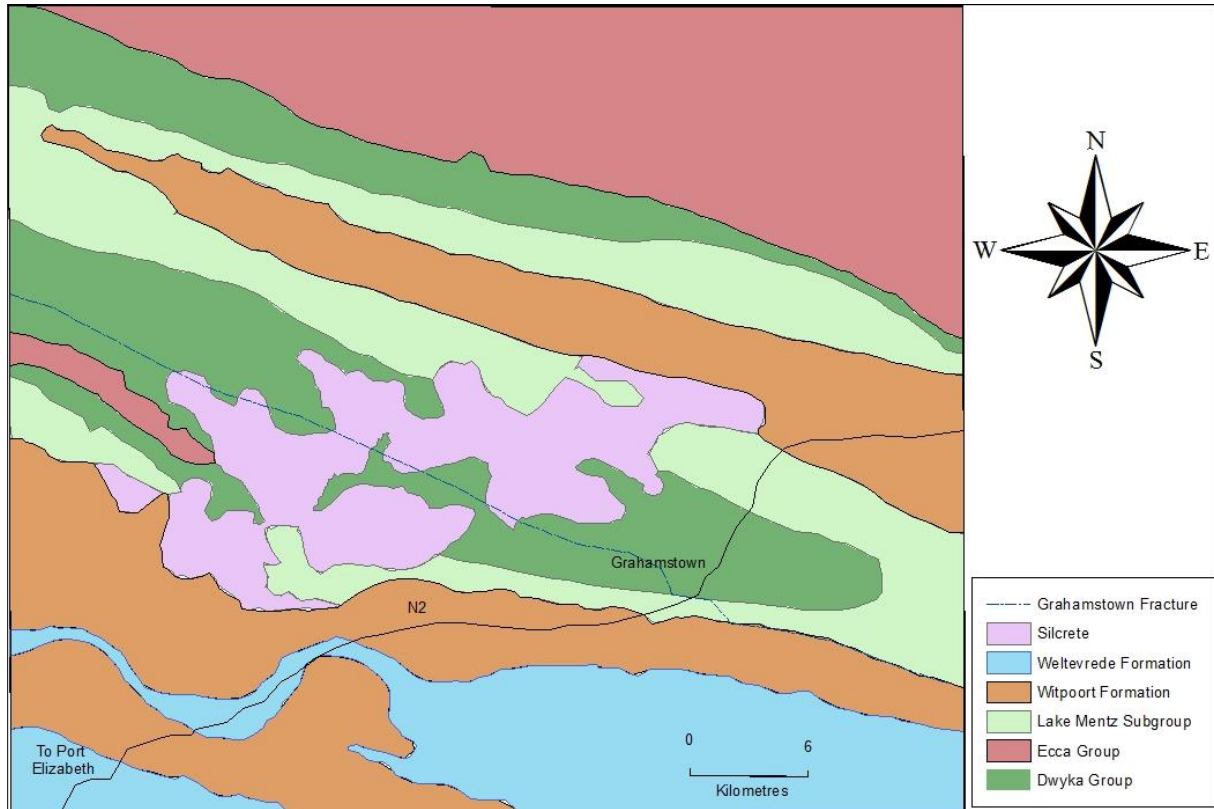 N
W
E
S
Grahamstown
N2
To Port
Elizabeth
0
6
Kilometres
Grahamstown Fracture
Silcrete
Weltevrede Formation
Witpoort Formation
Lake Mentz Subgroup
Ecca Group
Dwyka Group